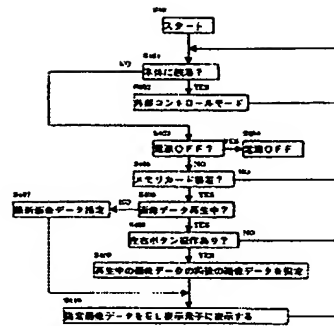 スタート
NO
本体に装着？
YES
外部コントロールモード
電源OFF？
YES
電源OFF
NO
メモリカード装着？
NO
YES
画像データ再生中？
NO
最新画像データ指定
YES
左右ボタン操作あり？
NO
YES
再生中の画像データの前後の画像データを指定
指定画像データをEL表示素子に表示する